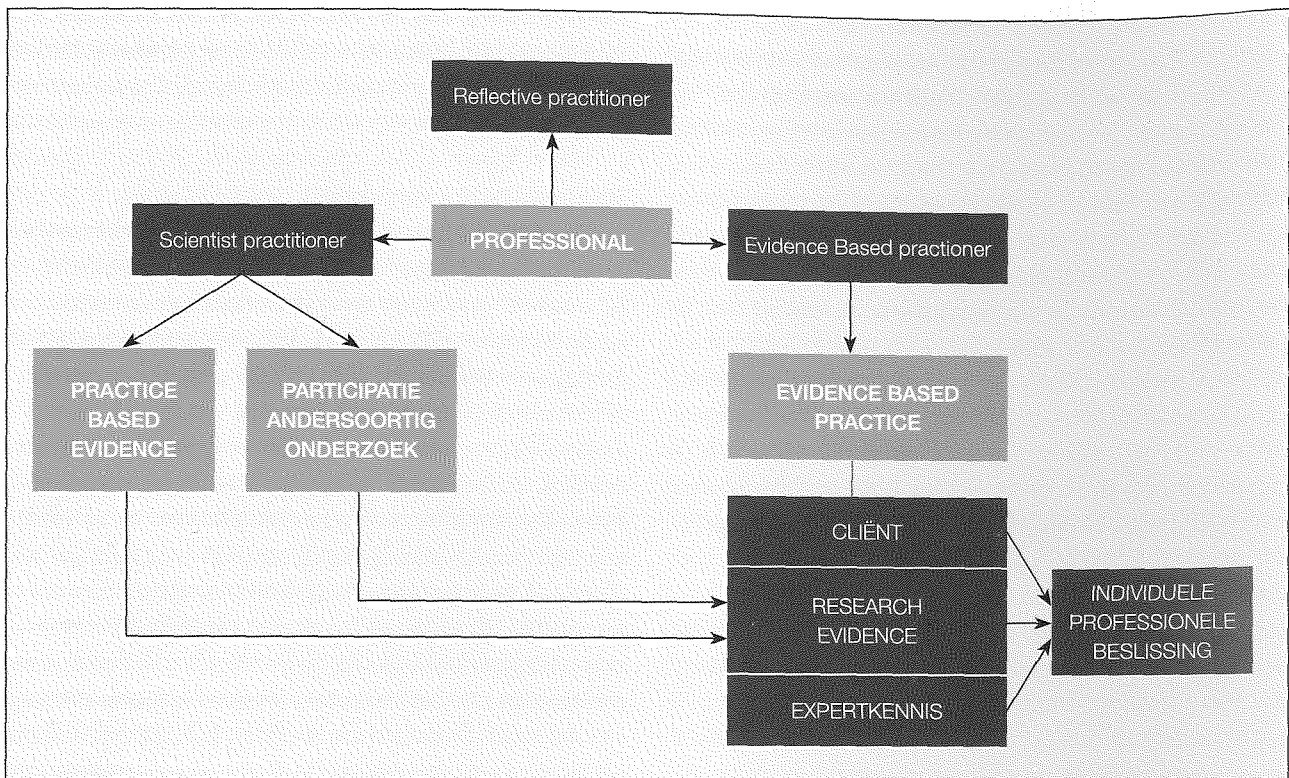 Reflective practitioner
Scientist practitioner
PROFESSIONAL
Evidence Based practioner
PRACTICE
BASED
EVIDENCE
PARTICIPATIE
ANDERSOORTIG
ONDERZOEK
EVIDENCE BASED
PRACTICE
CLIËNT
RESEARCH
EVIDENCE
EXPERTKENNIS
INDIVIDUELE
PROFESSIONELE
BESLISSING